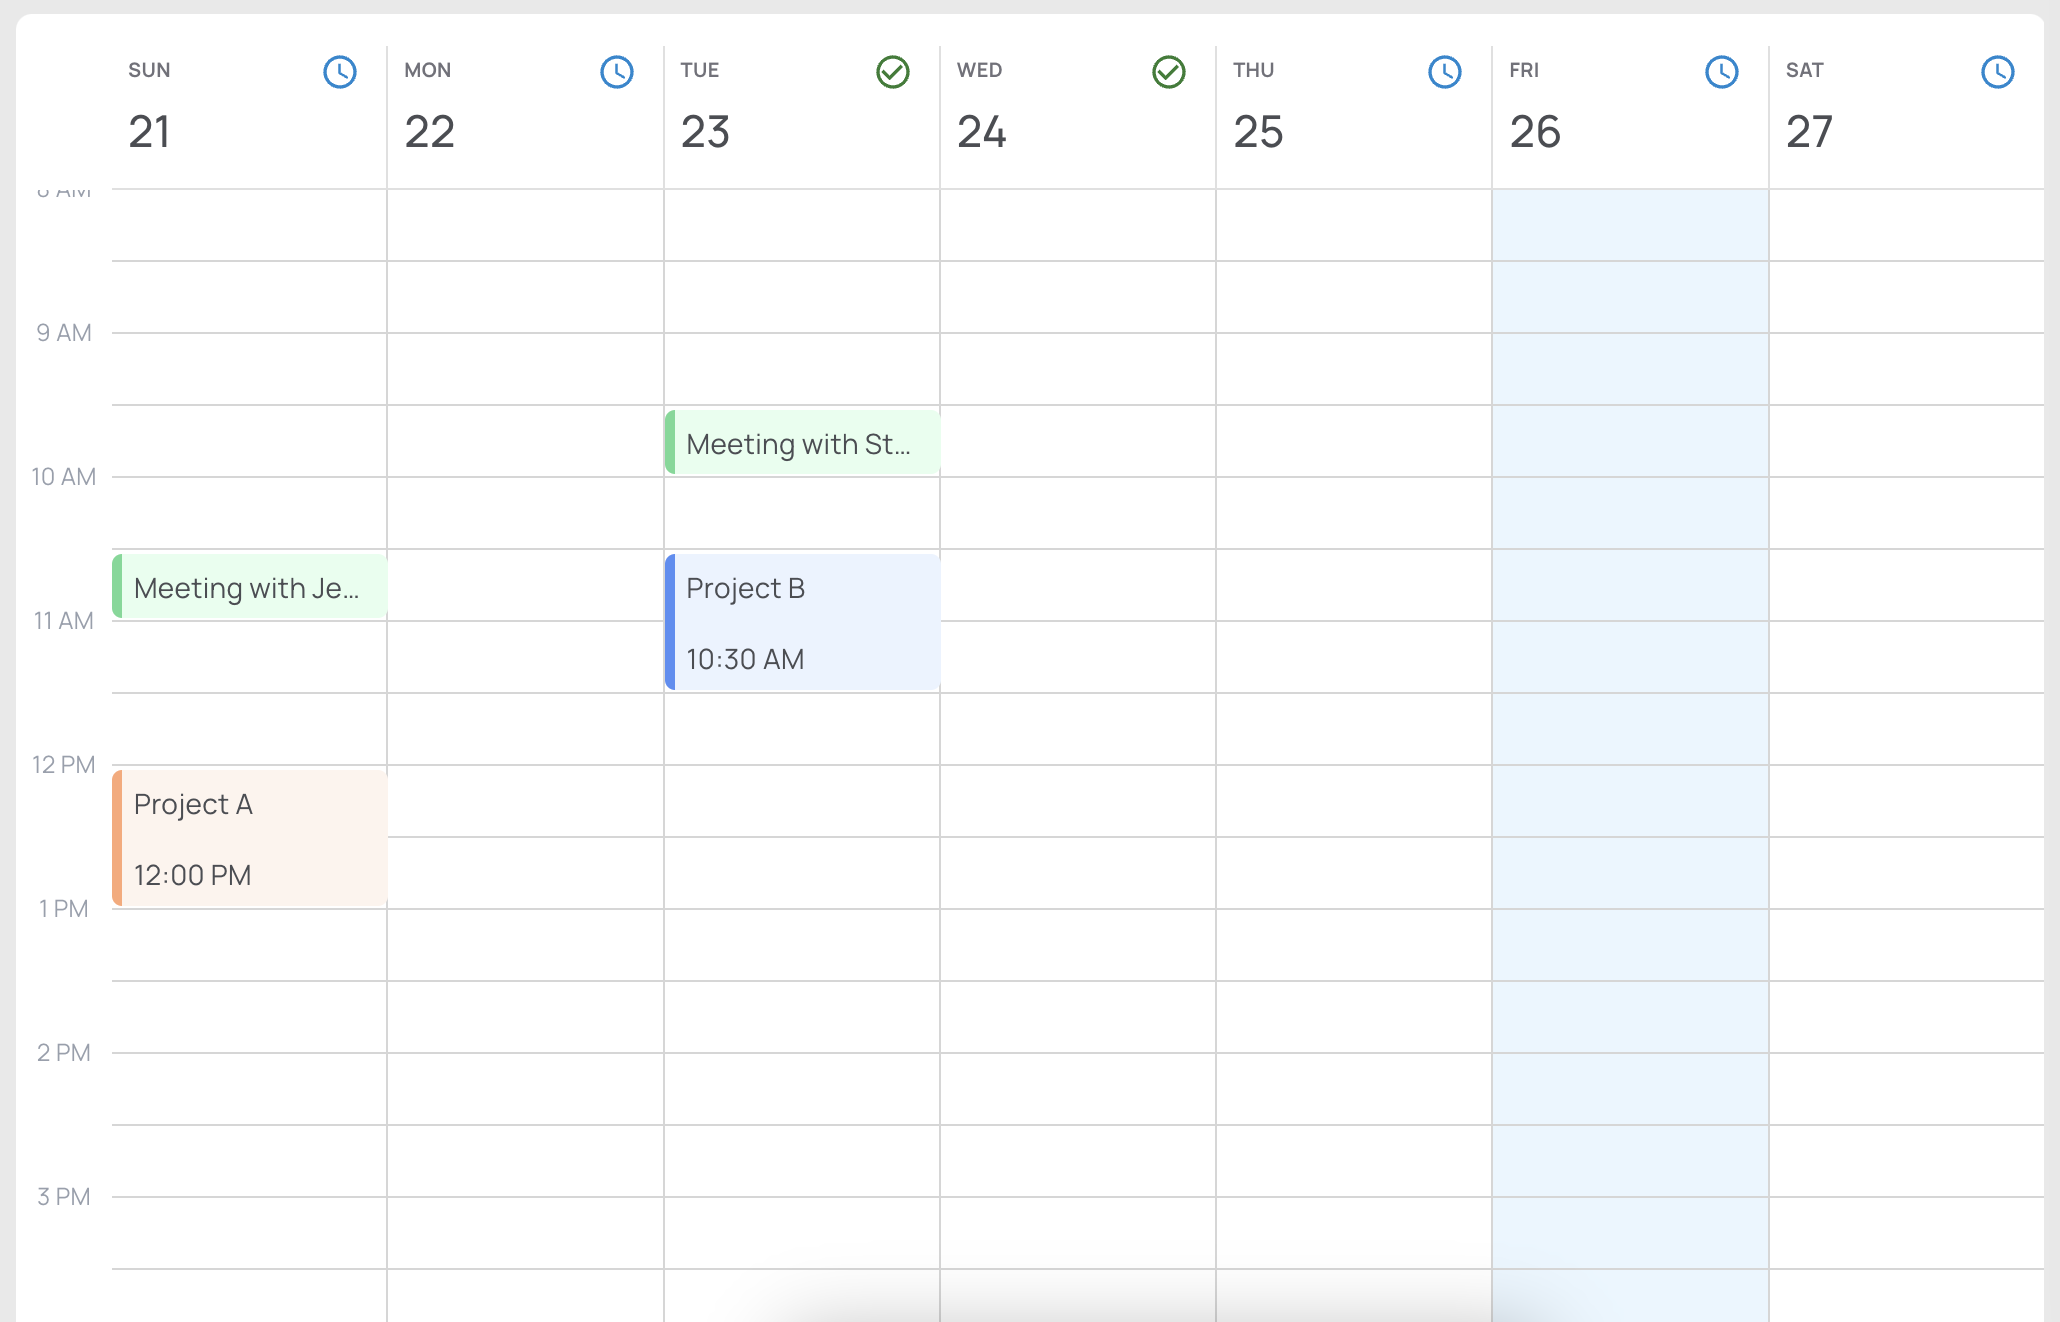 SUN MON TUE WED THU FRI SAT
21 22 23 24 25 26 27
8 AM
9 AM
Meeting with St...
10 AM
Meeting with Je... Project B
11 AM
10:30 AM
12 PM
Project A
12:00 PM
1 PM
2 PM
3 PM